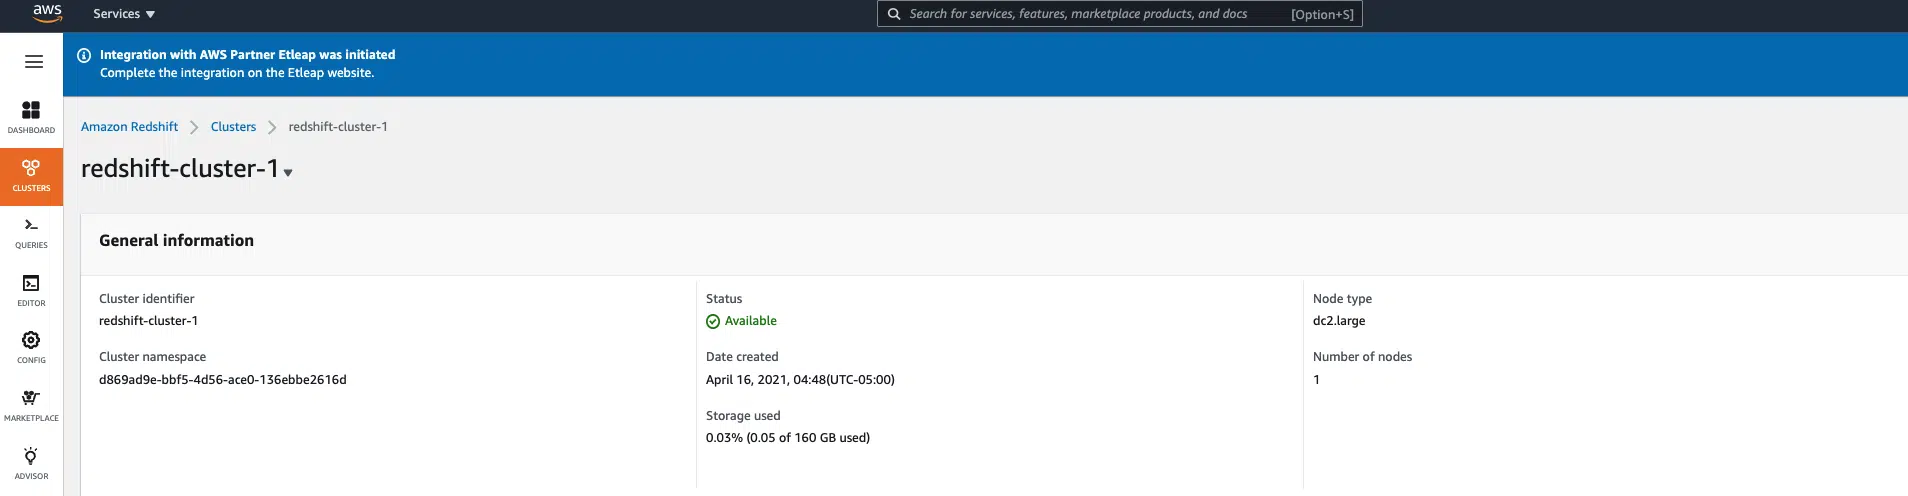 aws
Services
Search for services, features, marketplace products, and docs [Option+S]
Integration with AWS Partner Etleap was initiated
Complete the integration on the Etleap website.
DASHBOARD
CLUSTERS
QUERIES
EDITOR
CONFIG
MARKETPLACE
ADVISOR
Amazon Redshift > Clusters > redshift-cluster-1
redshift-cluster-1
General information
Cluster identifier
redshift-cluster-1
Cluster namespace
d869ad9e-bbf5-4d56-ace0-136ebbe2616d
Status
Available
Date created
April 16, 2021, 04:48(UTC-05:00)
Storage used
0.03% (0.05 of 160 GB used)
Node type
dc2.large
Number of nodes
1